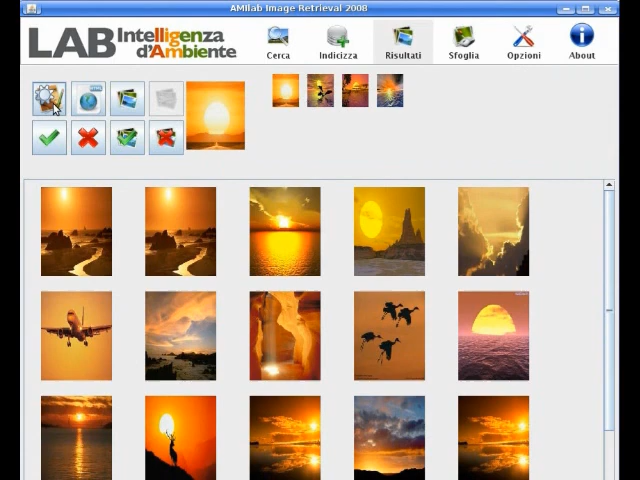 AMIlab Image Retrieval 2008
LAB Intelligenza
d'Ambiente
Cerca
Indicizza
Risultati
Sfoglia
Opzioni
About